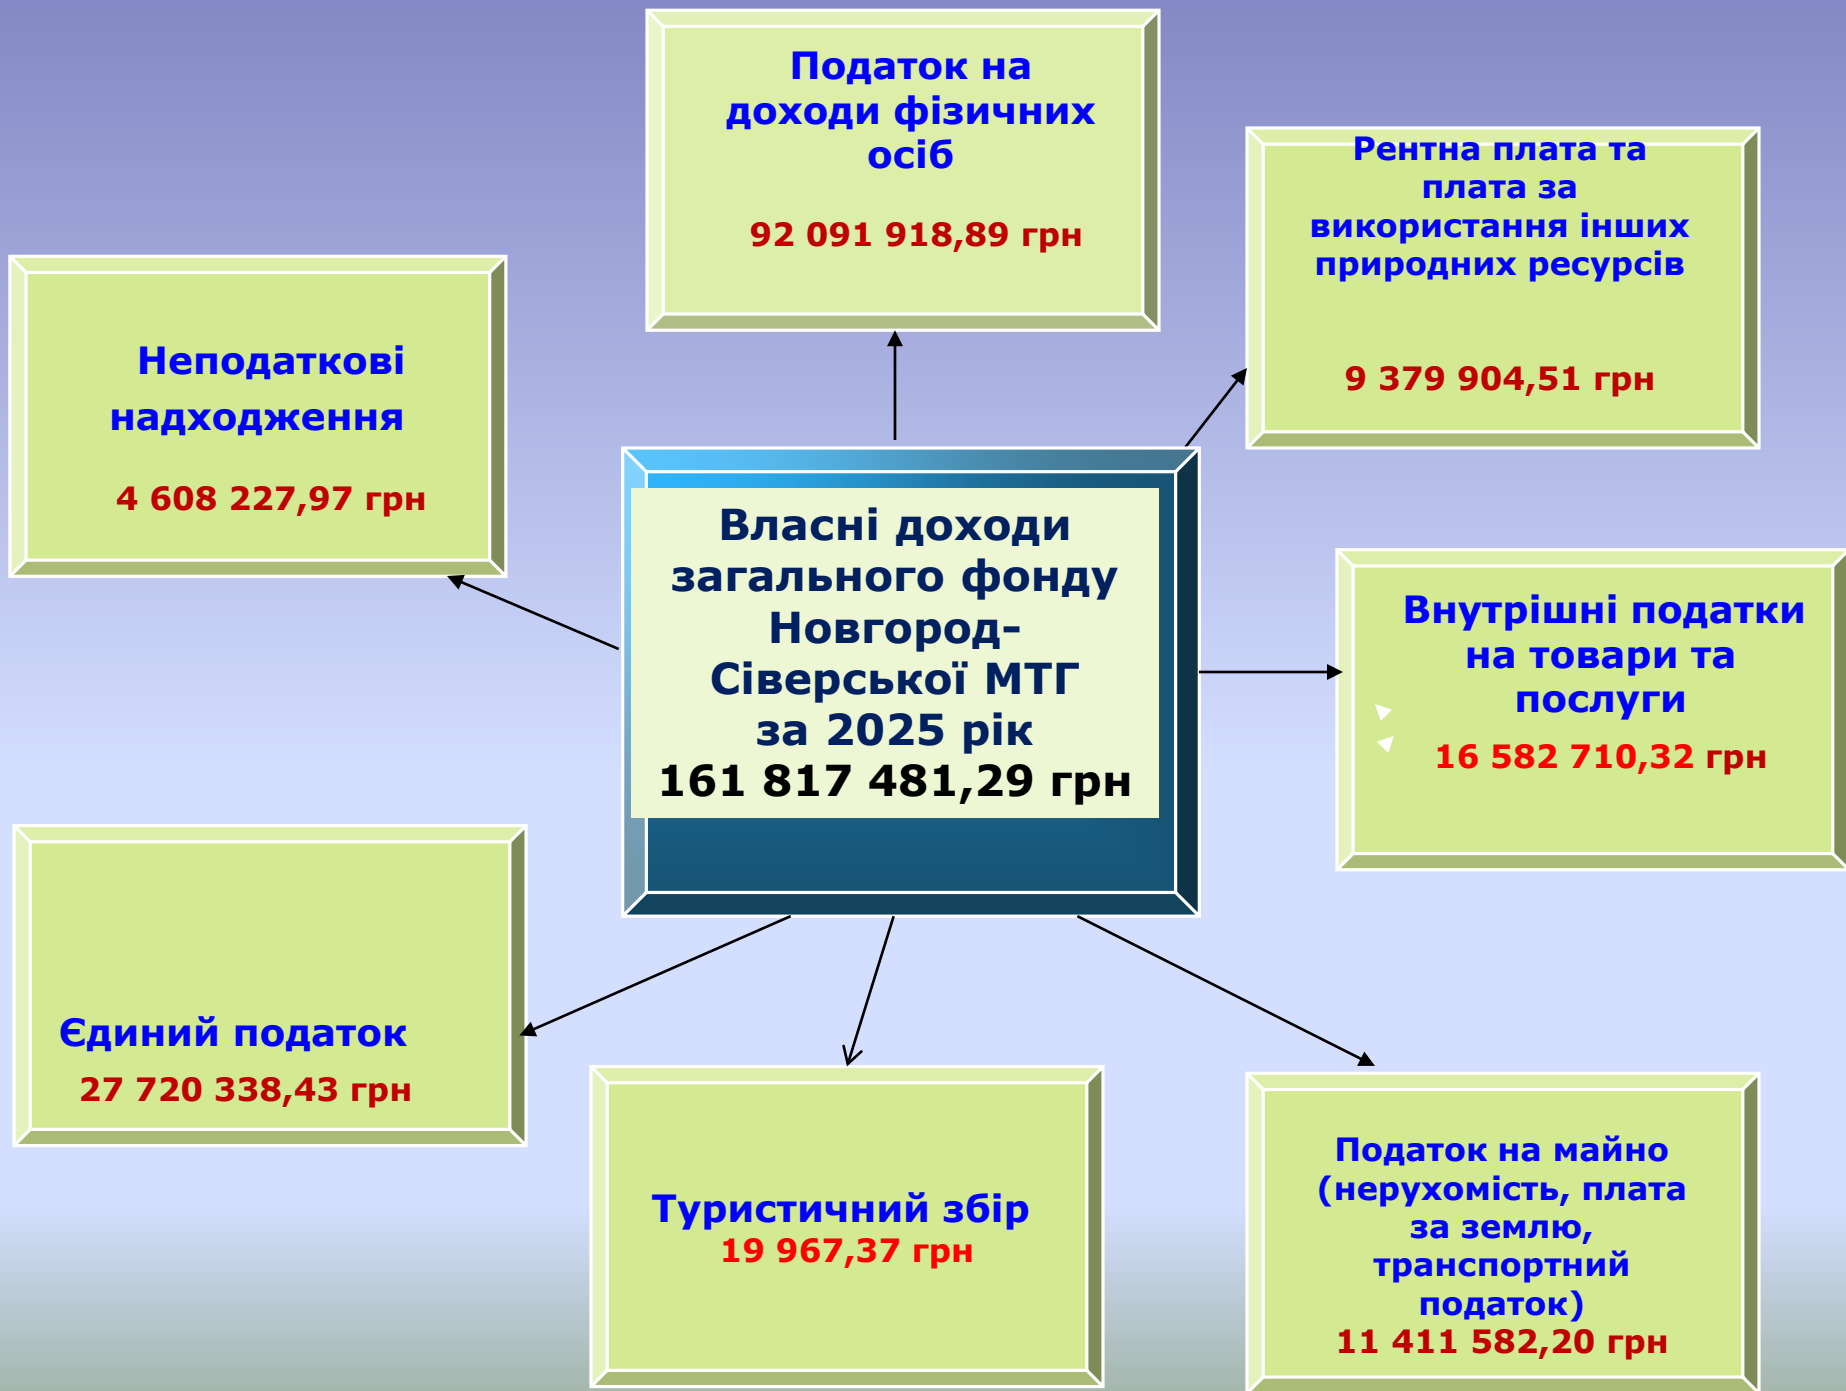 Податок на
доходи фізичних
осіб
92 091 918,89 грн
Рентна плата та
плата за
використання інших
природних ресурсів
9 379 904,51 грн
Неподаткові
надходження
4 608 227,97 грн
Власні доходи
загального фонду
Новгород-
Сіверської МТГ
за 2025 рік
161 817 481,29 грн
Внутрішні податки
на товари та
послуги
16 582 710,32 грн
Єдиний податок
27 720 338,43 грн
Туристичний збір
19 967,37 грн
Податок на майно
(нерухомість, плата
за землю,
транспортний
податок)
11 411 582,20 грн